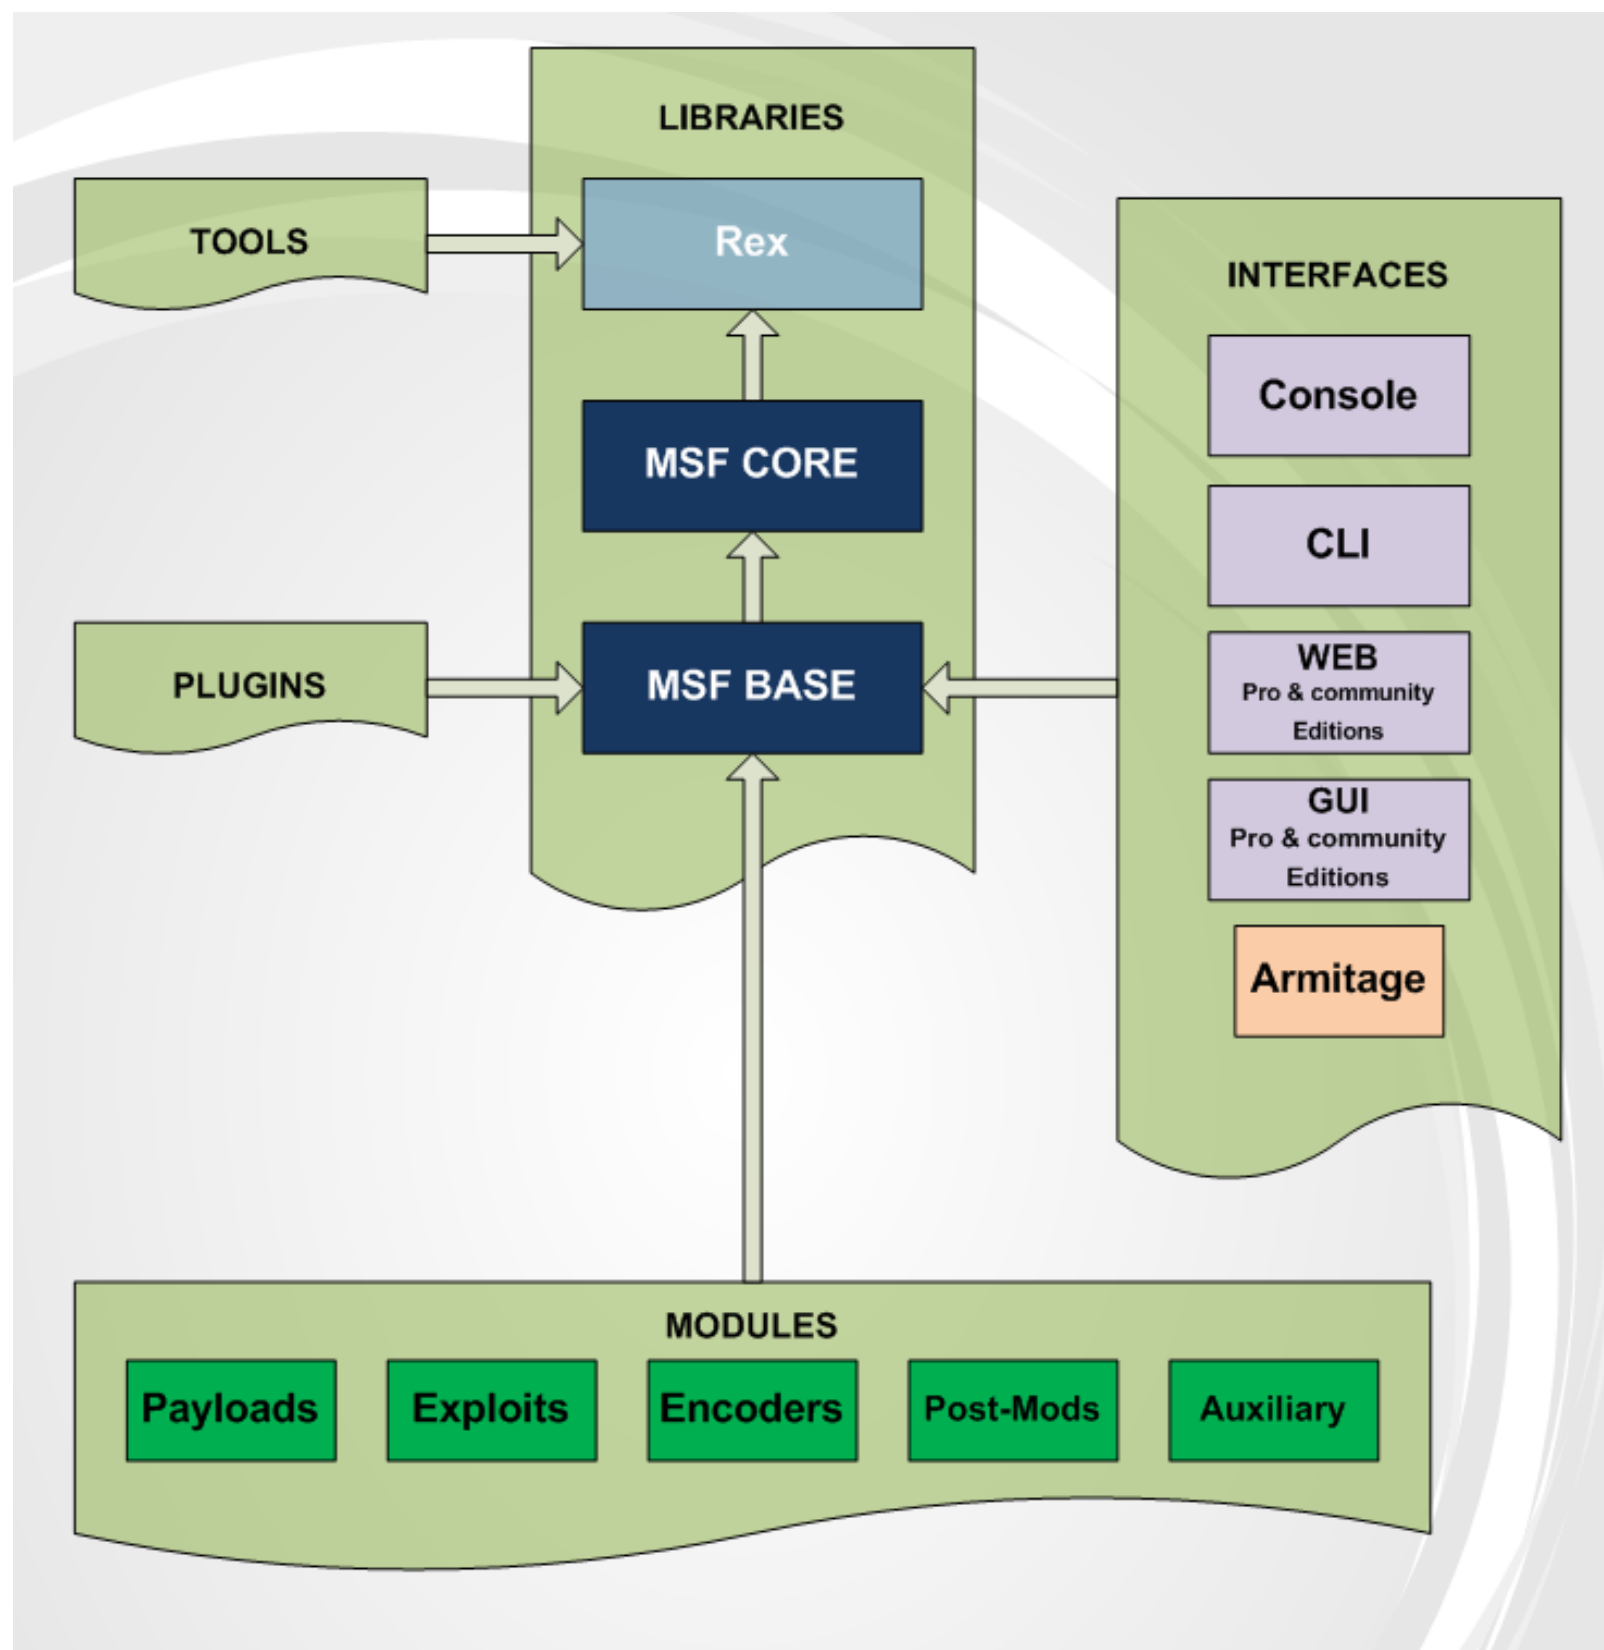 LIBRARIES
TOOLS
Rex
MSF CORE
PLUGINS
MSF BASE
INTERFACES
Console
CLI
WEB
Pro & community
Editions
GUI
Pro & community
Editions
Armitage
MODULES
Payloads
Exploits
Encoders
Post-Mods
Auxiliary